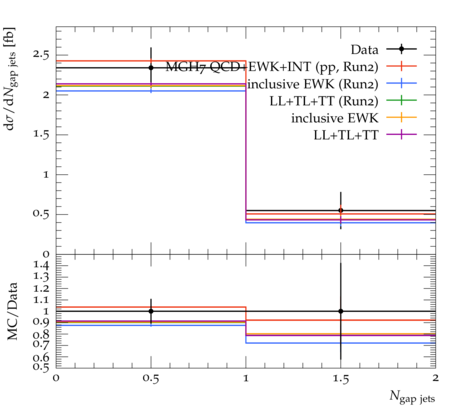 dσ/dN_gap jets [fb]
Data
MGH7 QCD+EWK+INT (pp, Run2)
inclusive EWK (Run2)
LL+TL+TT (Run2)
inclusive EWK
LL+TL+TT
2.5
2
1.5
1
0.5
0
MC/Data
1.4
1.3
1.2
1.1
1
0.9
0.8
0.7
0.6
0.5
0 0.5 1 1.5 2
N_gap jets